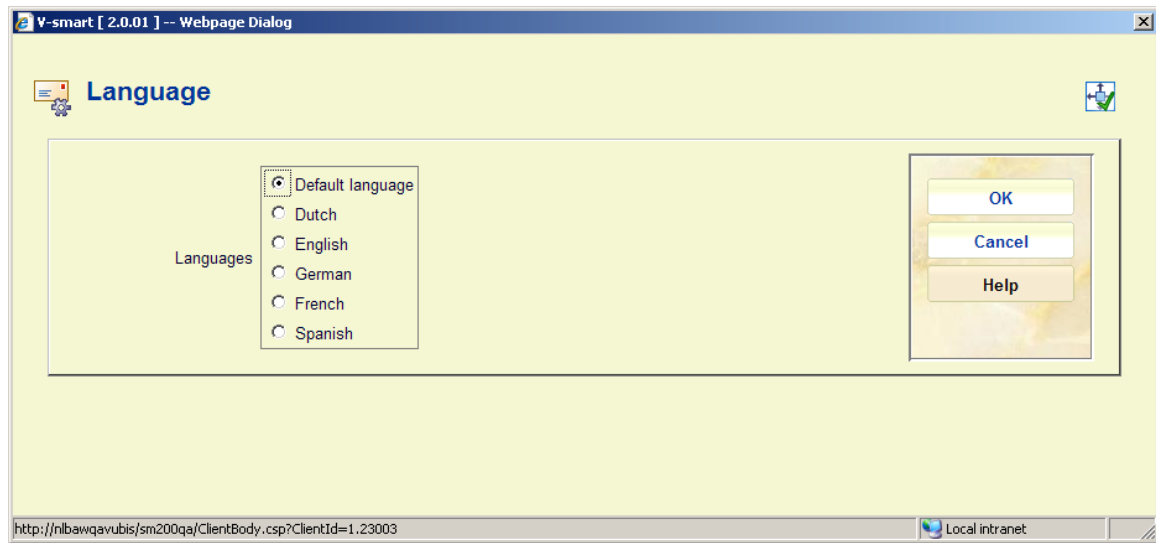 V-smart [ 2.0.01 ] -- Webpage Dialog
Language
Languages
Default language
Dutch
English
German
French
Spanish
OK
Cancel
Help
http://nlbawqavubis/sm200qa/ClientBody.csp?ClientId=1.23003
Local intranet